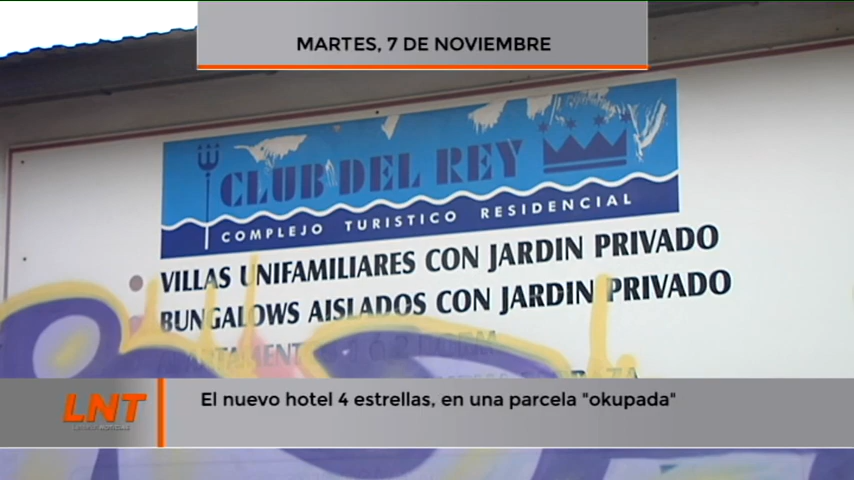 MARTES, 7 DE NOVIEMBRE
CLUB DEL REY
COMPLEJO TURISTICO RESIDENCIAL
VILLAS UNIFAMILIARES CON JARDIN PRIVADO
BUNGALOWS AISLADOS CON JARDIN PRIVADO
El nuevo hotel 4 estrellas, en una parcela "okupada"
LNT